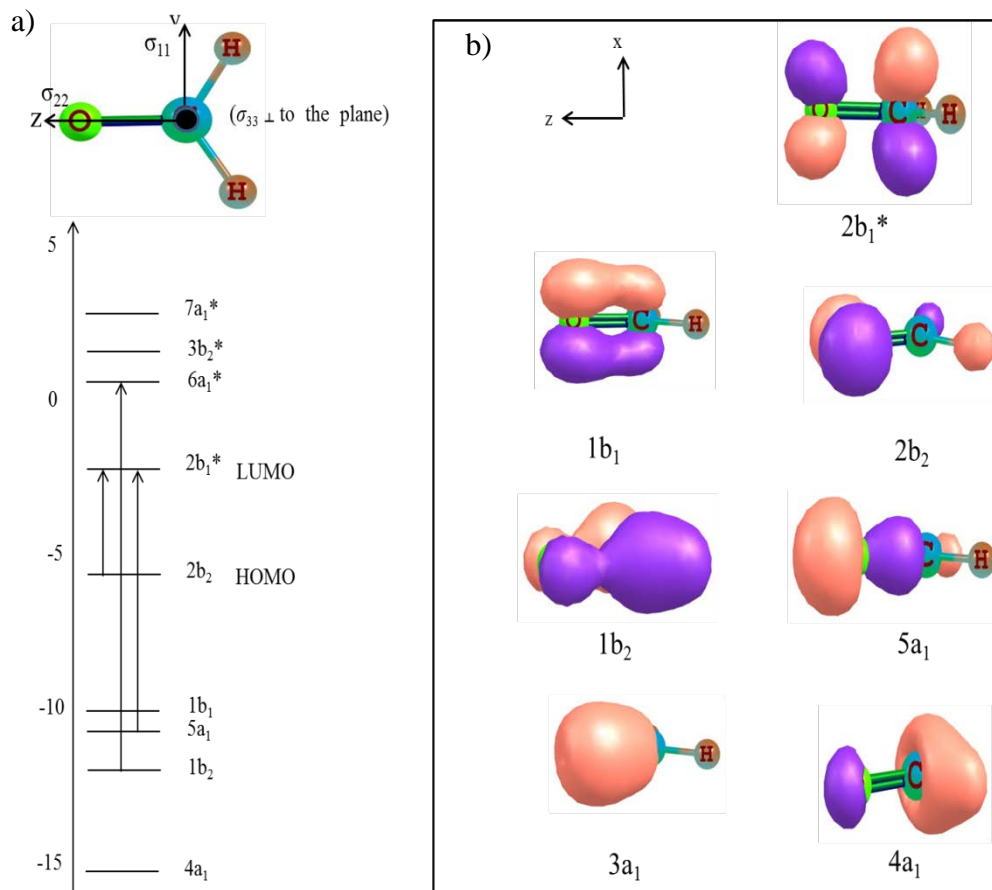 a)
y
σ₁₁
H
σ₂₂
Z
O
(σ₃₃ ⊥ to the plane)
H
5
7a₁*
3b₂*
6a₁*
0
2b₁* LUMO
-5
2b₂ HOMO
-10
1b₁
5a₁
1b₂
-15
4a₁
b)
x
z
O C H H
2b₁*
O C H
1b₁
C
2b₂
1b₂
C H
5a₁
H
3a₁
C
4a₁